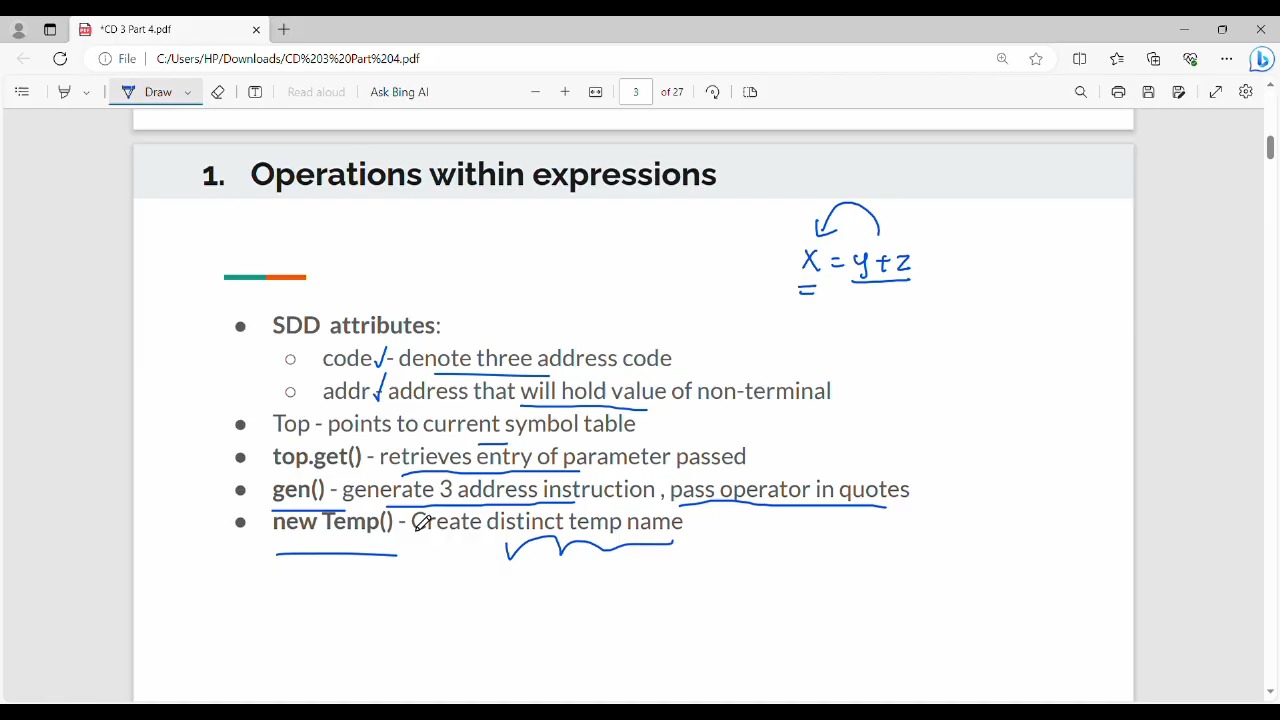 *CD 3 Part 4.pdf
File C:/Users/HP/Downloads/CD%203%20Part%204.pdf
Draw Read aloud Ask Bing AI 3 of 27
1. Operations within expressions
x = y + z
SDD attributes:
code - denote three address code
addr - address that will hold value of non-terminal
Top - points to current symbol table
top.get() - retrieves entry of parameter passed
gen() - generate 3 address instruction , pass operator in quotes
new Temp() - Create distinct temp name